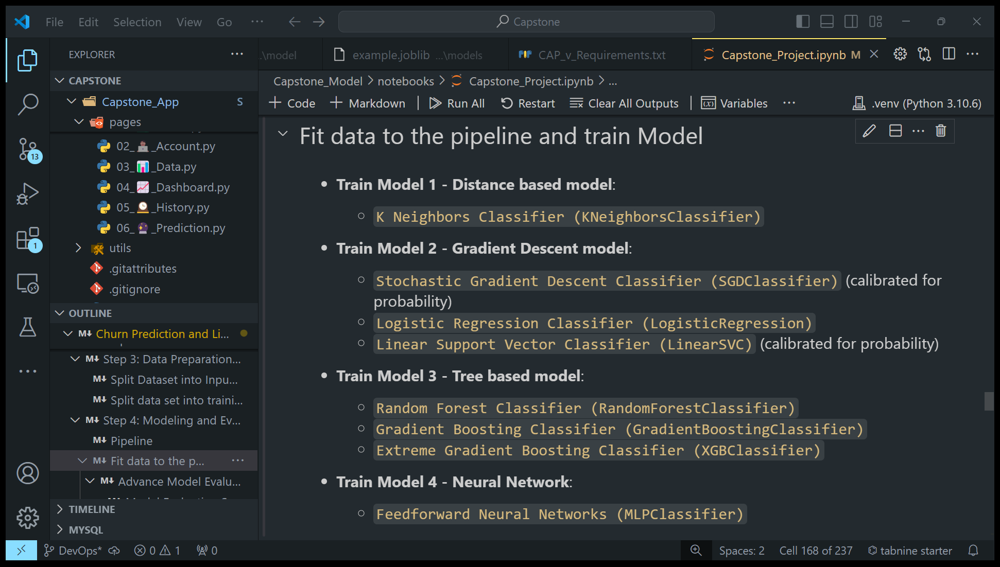 File Edit Selection View Go ··· Capstone
EXPLORER ···
..\model
example.joblib ...\models
CAP_v_Requirements.txt
Capstone_Project.ipynb M
CAPSTONE
Capstone_App S
pages
02_ _Account.py
03_ _Data.py
04_ _Dashboard.py
05_ _History.py
06_ _Prediction.py
utils
.gitattributes
.gitignore
13
1
OUTLINE
M Churn Prediction and Li...
M Step 3: Data Preparation...
M Split Dataset into Inpu...
M Split data set into traini...
M Step 4: Modeling and Ev...
M Pipeline
M Fit data to the p... ···
M Advance Model Evalu...
TIMELINE
MYSQL
Capstone_Model > notebooks > Capstone_Project.ipynb > ...
+ Code + Markdown | Run All Restart Clear All Outputs | (x) Variables ··· .venv (Python 3.10.6)
Fit data to the pipeline and train Model
• Train Model 1 - Distance based model:
○ K Neighbors Classifier (KNeighborsClassifier)
• Train Model 2 - Gradient Descent model:
○ Stochastic Gradient Descent Classifier (SGDClassifier) (calibrated for
probability)
○ Logistic Regression Classifier (LogisticRegression)
○ Linear Support Vector Classifier (LinearSVC) (calibrated for probability)
• Train Model 3 - Tree based model:
○ Random Forest Classifier (RandomForestClassifier)
○ Gradient Boosting Classifier (GradientBoostingClassifier)
○ Extreme Gradient Boosting Classifier (XGBClassifier)
• Train Model 4 - Neural Network:
○ Feedforward Neural Networks (MLPClassifier)
DevOps* 0 1 0 Spaces: 2 Cell 168 of 237 tabnine starter